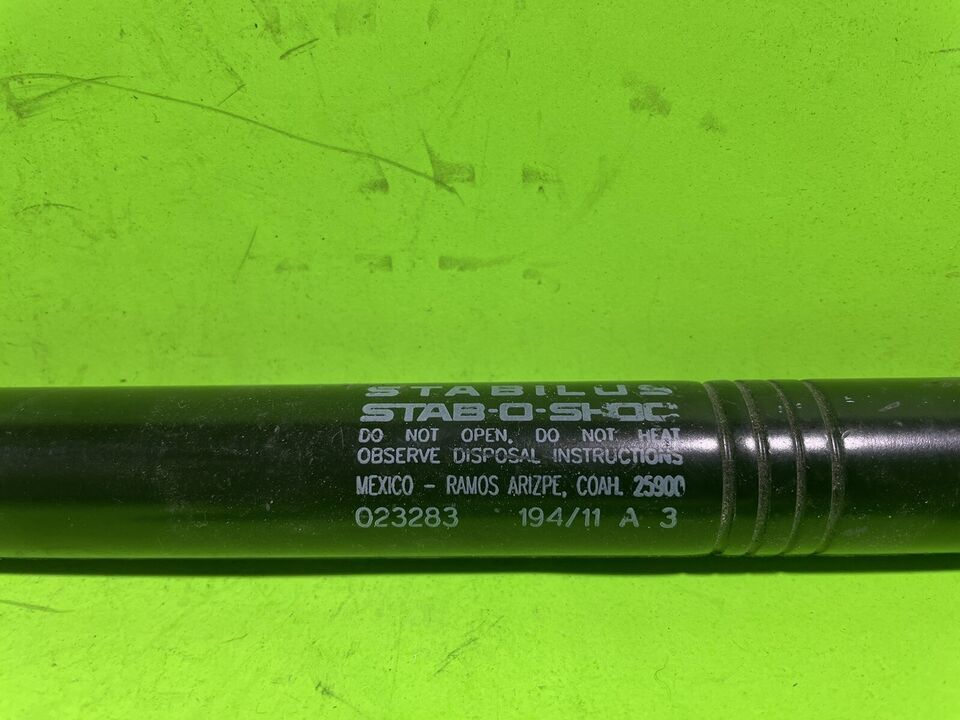 STABILUS
STAB-O-SHOC
DO NOT OPEN. DO NOT HEAT
OBSERVE DISPOSAL INSTRUCTIONS
MEXICO - RAMOS ARIZPE, COAH. 25900
023283 194/11 A 3